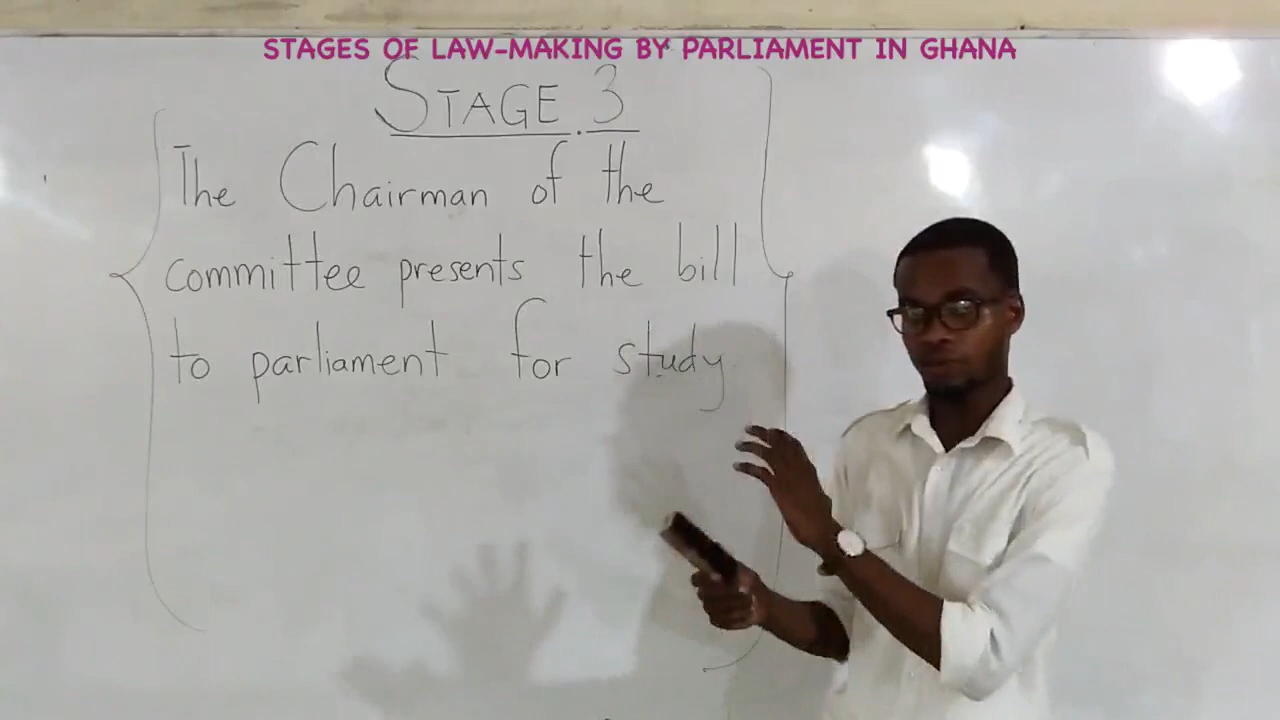 STAGES OF LAW-MAKING BY PARLIAMENT IN GHANA
STAGE 3
The Chairman of the
committee presents the bill
to parliament for study